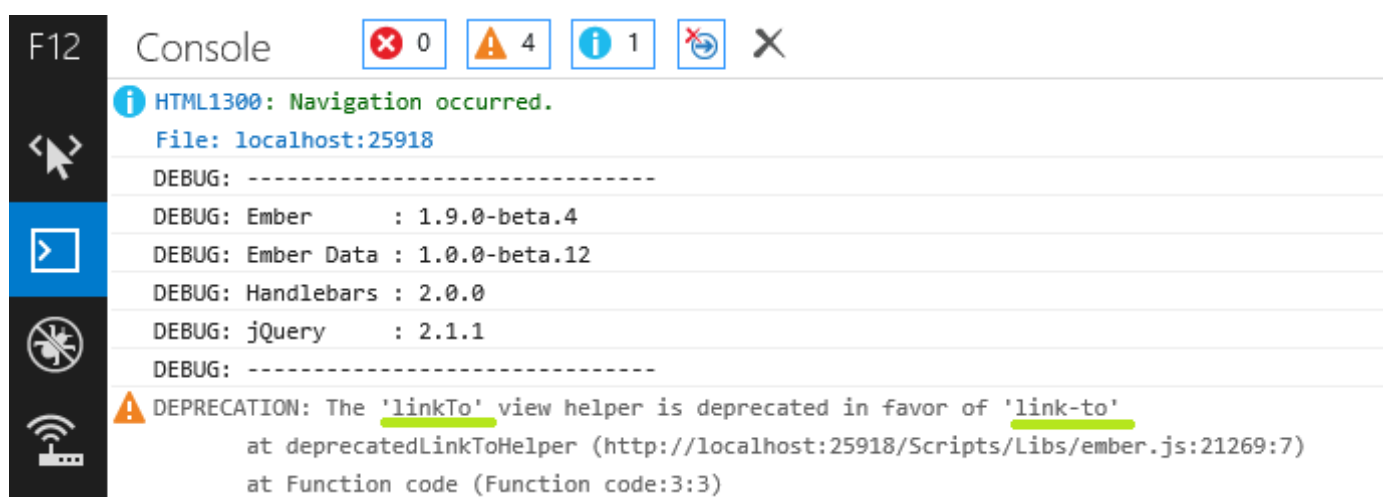 F12 Console 0 4 1
HTML1300: Navigation occurred.
File: localhost:25918
DEBUG: -------------------------------
DEBUG: Ember      : 1.9.0-beta.4
DEBUG: Ember Data : 1.0.0-beta.12
DEBUG: Handlebars : 2.0.0
DEBUG: jQuery     : 2.1.1
DEBUG: -------------------------------
DEPRECATION: The 'linkTo' view helper is deprecated in favor of 'link-to'
at deprecatedLinkToHelper (http://localhost:25918/Scripts/Libs/ember.js:21269:7)
at Function code (Function code:3:3)